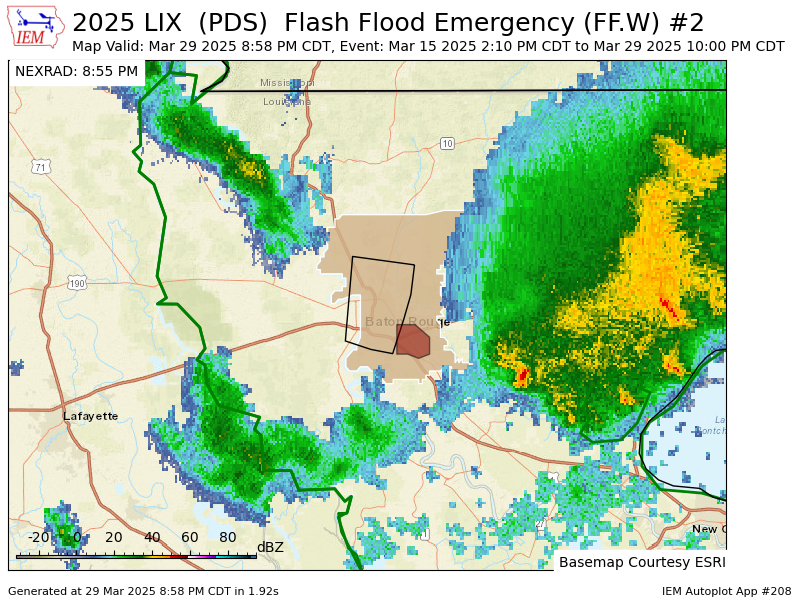 IEM
2025 LIX (PDS) Flash Flood Emergency (FF.W) #2
Map Valid: Mar 29 2025 8:58 PM CDT, Event: Mar 15 2025 2:10 PM CDT to Mar 29 2025 10:00 PM CDT
NEXRAD: 8:55 PM
Mississippi
Louisiana
10
71
190
Baton Rouge
Lafayette
La
Pontch
New O
-20 0 20 40 60 80
dBZ
Basemap Courtesy ESRI
Generated at 29 Mar 2025 8:58 PM CDT in 1.92s
IEM Autoplot App #208